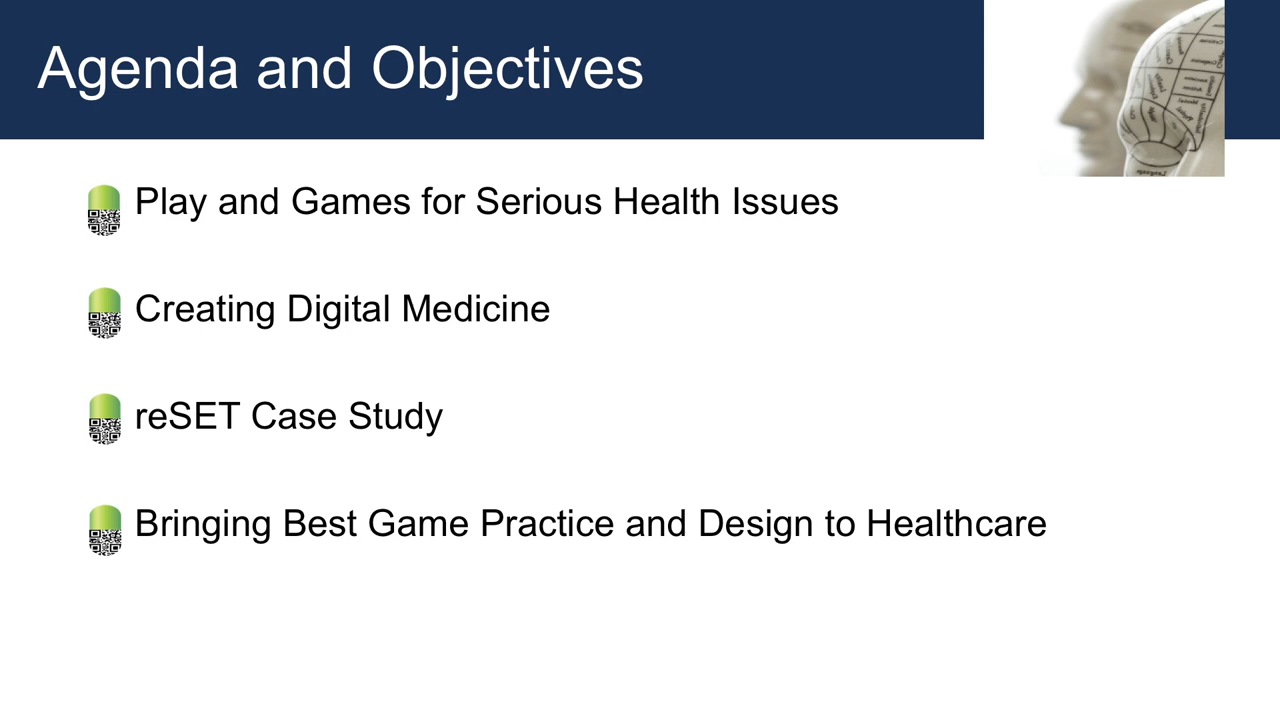 Agenda and Objectives
Play and Games for Serious Health Issues
Creating Digital Medicine
reSET Case Study
Bringing Best Game Practice and Design to Healthcare